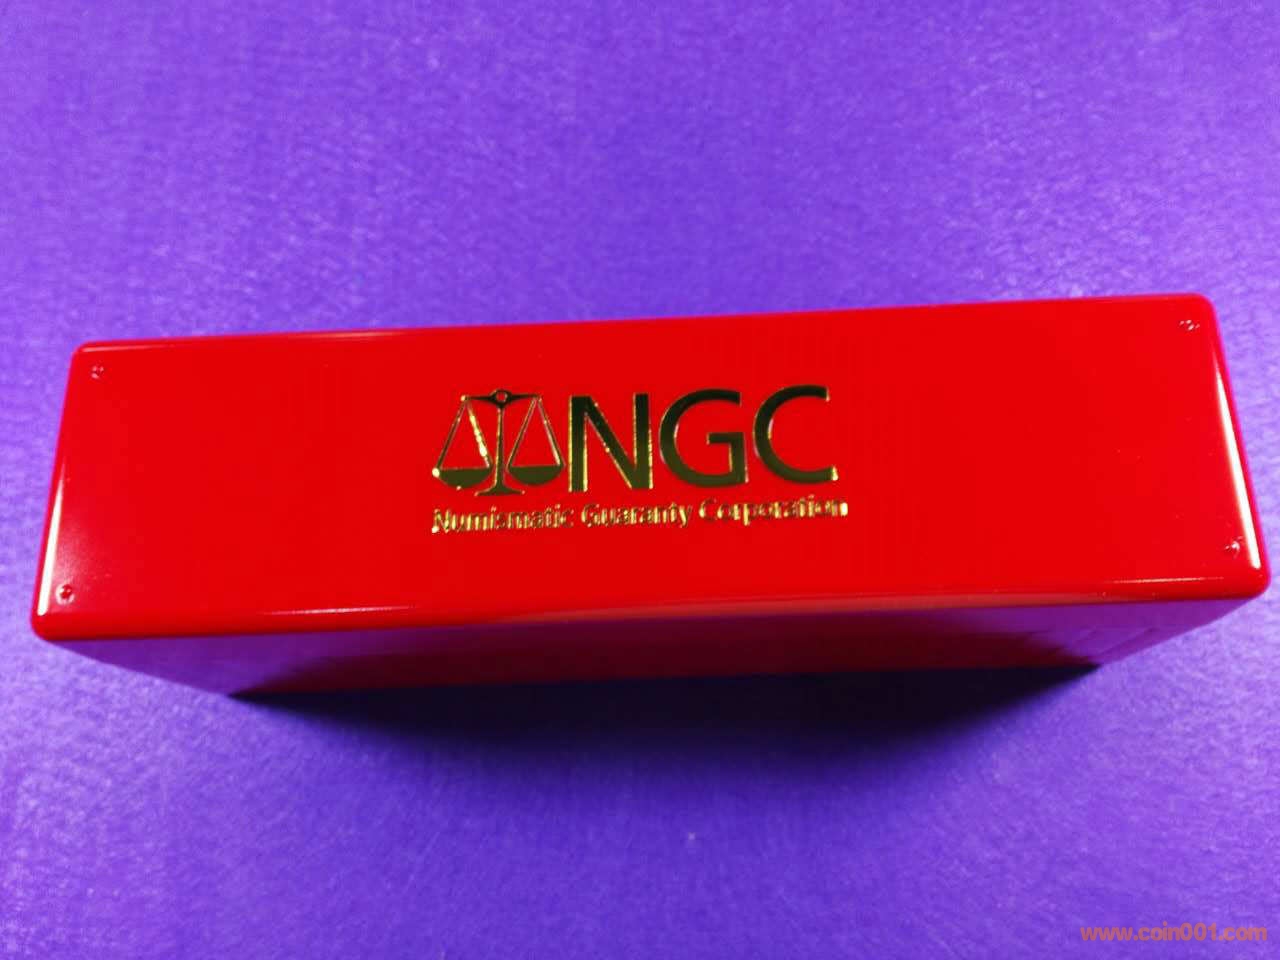 NGC
Numismatic Guaranty Corporation
www.coin001.com